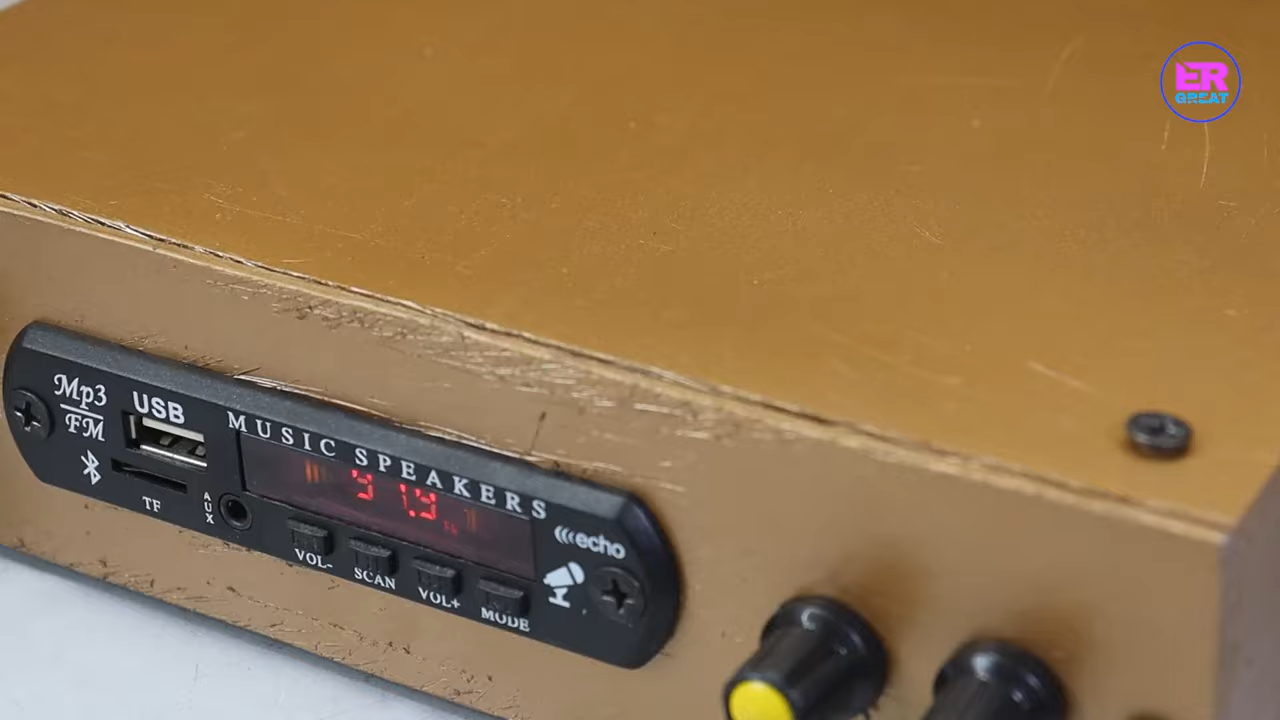 ER
GREAT
Mp3
FM
USB
MUSIC SPEAKERS
TF
AUX
echo
VOL-
SCAN
VOL+
MODE